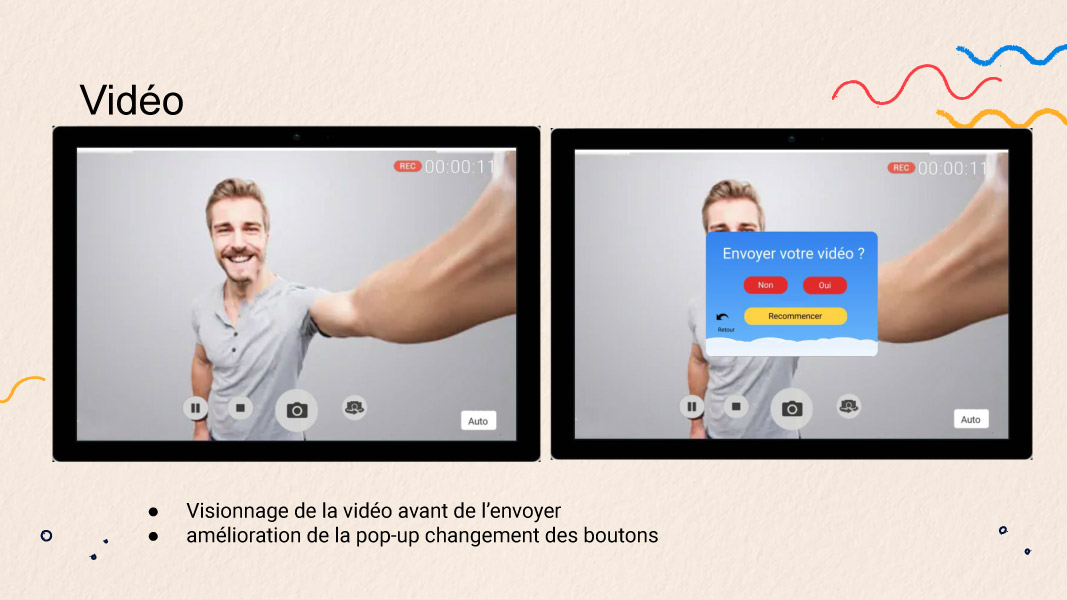 Vidéo
REC 00:00:11
Auto
REC 00:00:11
Envoyer votre vidéo ?
Non Oui
Recommencer
Retour
Auto
● Visionnage de la vidéo avant de l’envoyer
● amélioration de la pop-up changement des boutons